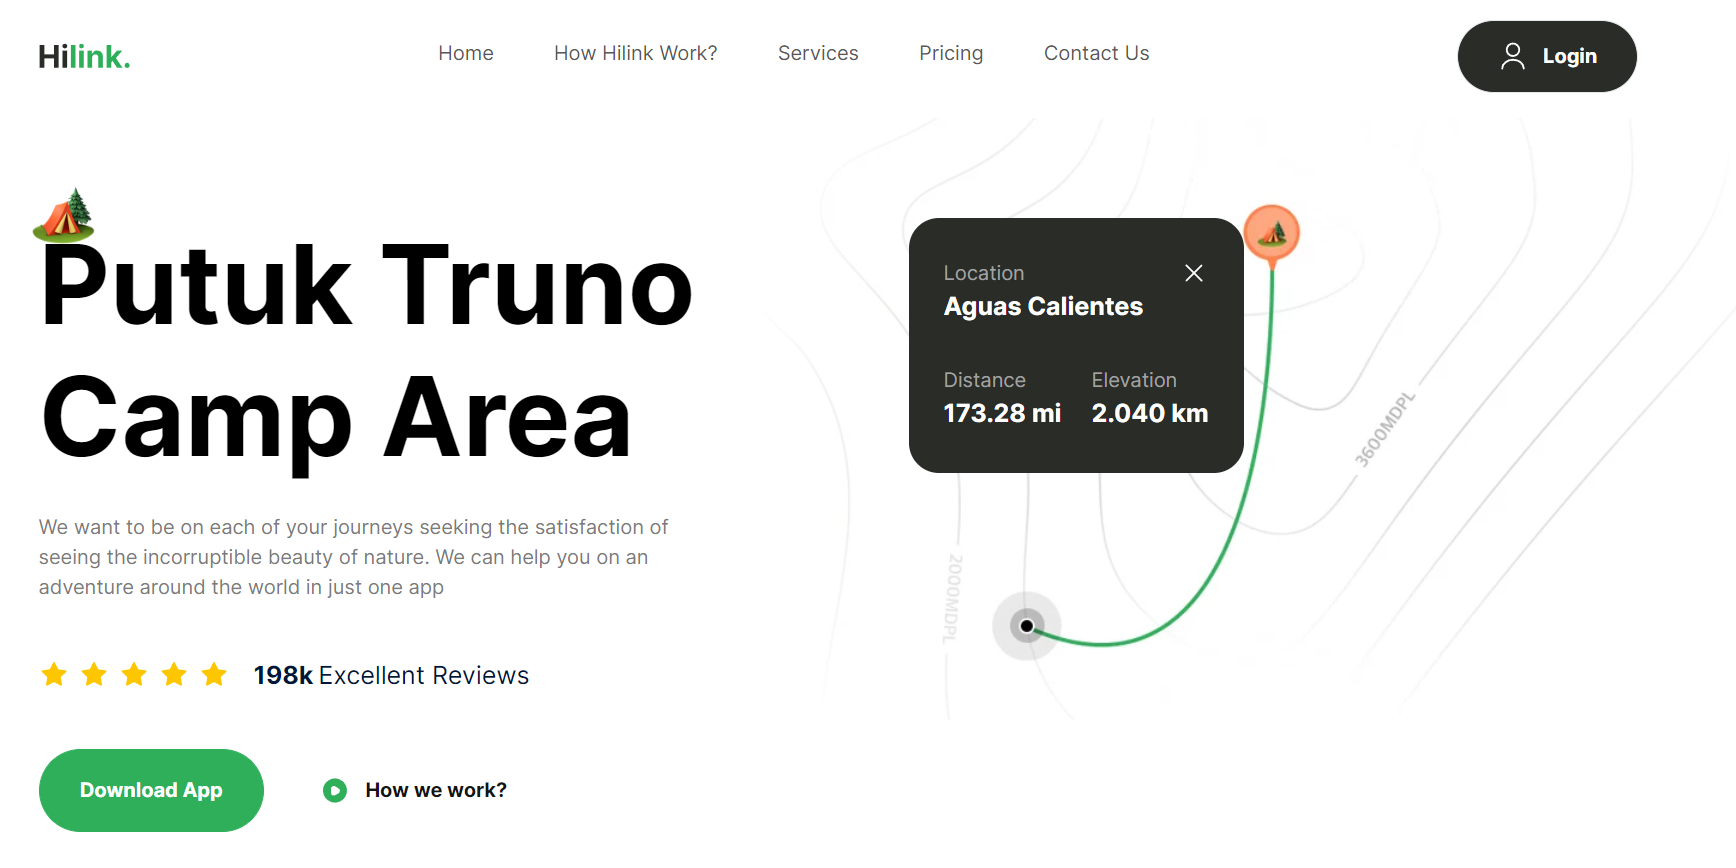 Hilink.
Home
How Hilink Work?
Services
Pricing
Contact Us
Login
Putuk Truno
Camp Area
We want to be on each of your journeys seeking the satisfaction of
seeing the incorruptible beauty of nature. We can help you on an
adventure around the world in just one app
198k Excellent Reviews
Download App
How we work?
Location
Aguas Calientes
Distance
Elevation
173.28 mi
2.040 km
3600MDPL
2000MDPL